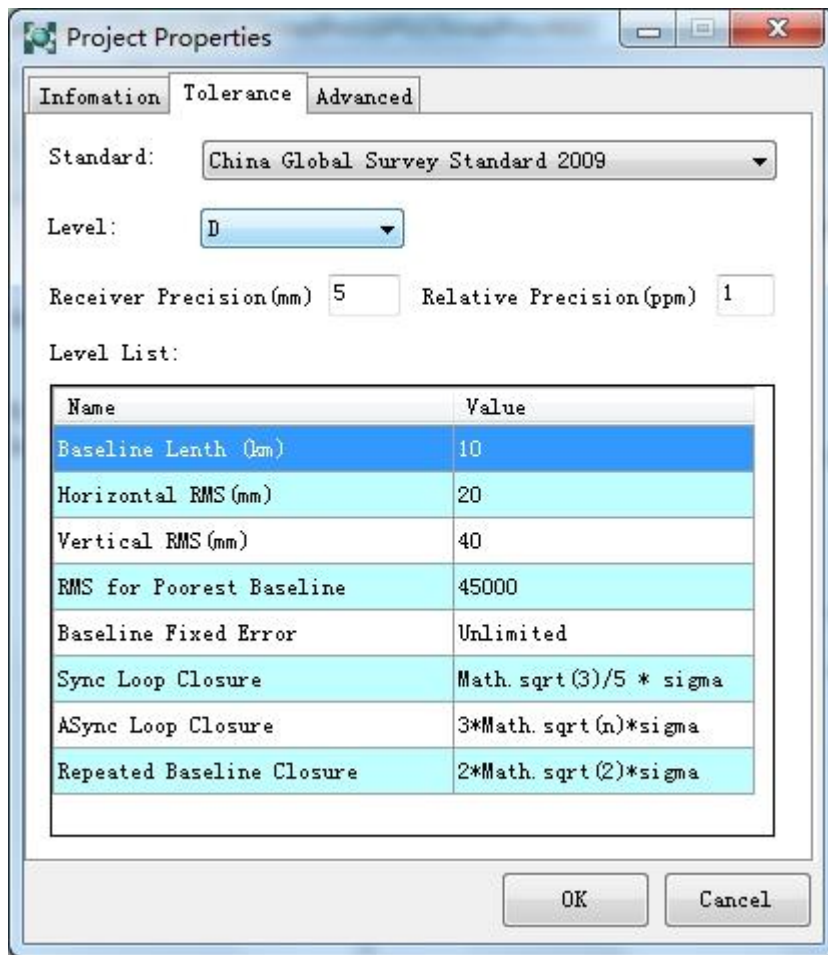 Project Properties
Infomation Tolerance Advanced
Standard: China Global Survey Standard 2009
Level: D
Receiver Precision(mm) 5 Relative Precision(ppm) 1
Level List:
Name Value
Baseline Lenth (km) 10
Horizontal RMS(mm) 20
Vertical RMS(mm) 40
RMS for Poorest Baseline 45000
Baseline Fixed Error Unlimited
Sync Loop Closure Math.sqrt(3)/5 * sigma
ASync Loop Closure 3*Math.sqrt(n)*sigma
Repeated Baseline Closure 2*Math.sqrt(2)*sigma
OK Cancel